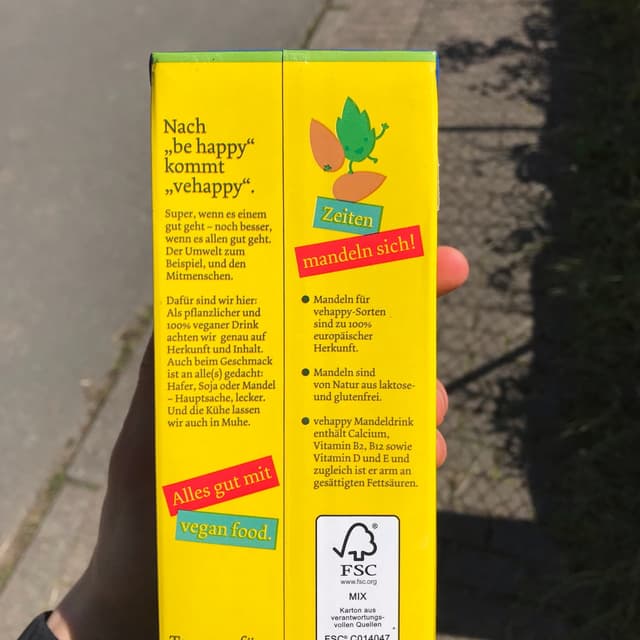 Nach
„be happy“
kommt
„vehappy“.
Super, wenn es einem
gut geht – noch besser,
wenn es allen gut geht.
Der Umwelt zum
Beispiel, und den
Mitmenschen.
Dafür sind wir hier:
Als pflanzlicher und
100% veganer Drink
achten wir genau auf
Herkunft und Inhalt.
Auch beim Geschmack
ist an alle(s) gedacht:
Hafer, Soja oder Mandel
– Hauptsache, lecker.
Und die Kühe lassen
wir auch in Muhe.
Alles gut mit
vegan food.
Zeiten
mandeln sich!
Mandeln für
vehappy-Sorten
sind zu 100%
europäischer
Herkunft.
Mandeln sind
von Natur aus laktose-
und glutenfrei.
vehappy Mandeldrink
enthält Calcium,
Vitamin B2, B12 sowie
Vitamin D und E und
zugleich ist er arm an
gesättigten Fettsäuren.
FSC
www.fsc.org
MIX
Karton aus
verantwortungs-
vollen Quellen
FSC® C014047